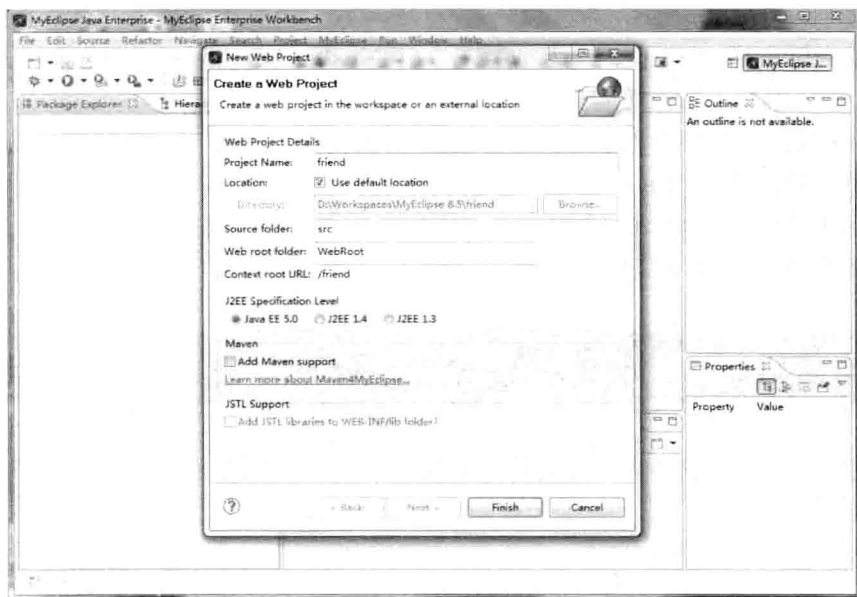 MyEclipse Java Enterprise - MyEclipse Enterprise Workbench
File Edit Source Refactor Navigate Search Project MyEclipse Run Window Help
MyEclipse J...
Package Explorer
Hierar
New Web Project
Create a Web Project
Create a web project in the workspace or an external location
Web Project Details
Project Name: friend
Location: Use default location
Directory: D:\Workspaces\MyEclipse 8.5\friend Browse...
Source folder: src
Web root folder: WebRoot
Context root URL: /friend
J2EE Specification Level
Java EE 5.0 J2EE 1.4 J2EE 1.3
Maven
Add Maven support
Learn more about Maven4MyEclipse...
JSTL Support
Add JSTL libraries to WEB-INF/lib folder?
< Back Next > Finish Cancel
Outline
An outline is not available.
Properties
Property Value